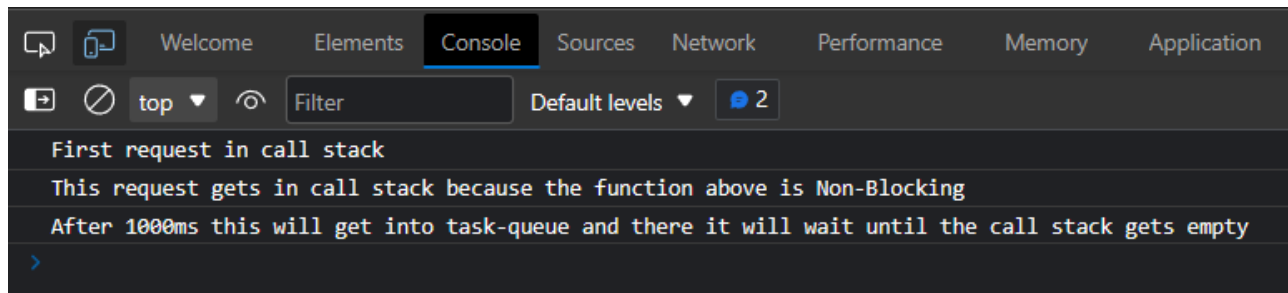 Welcome Elements Console Sources Network Performance Memory Application
top Filter Default levels 2
First request in call stack
This request gets in call stack because the function above is Non-Blocking
After 1000ms this will get into task-queue and there it will wait until the call stack gets empty